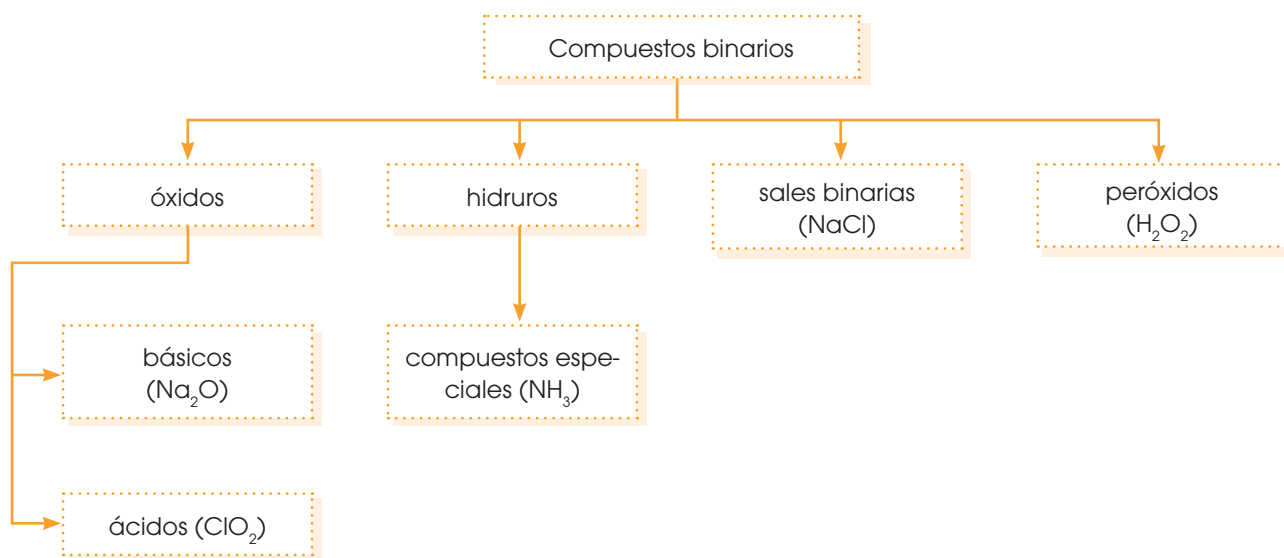 Compuestos binarios
óxidos
hidruros
sales binarias
(NaCl)
peróxidos
(H₂O₂)
básicos
(Na₂O)
compuestos espe-
ciales (NH₃)
ácidos (ClO₂)